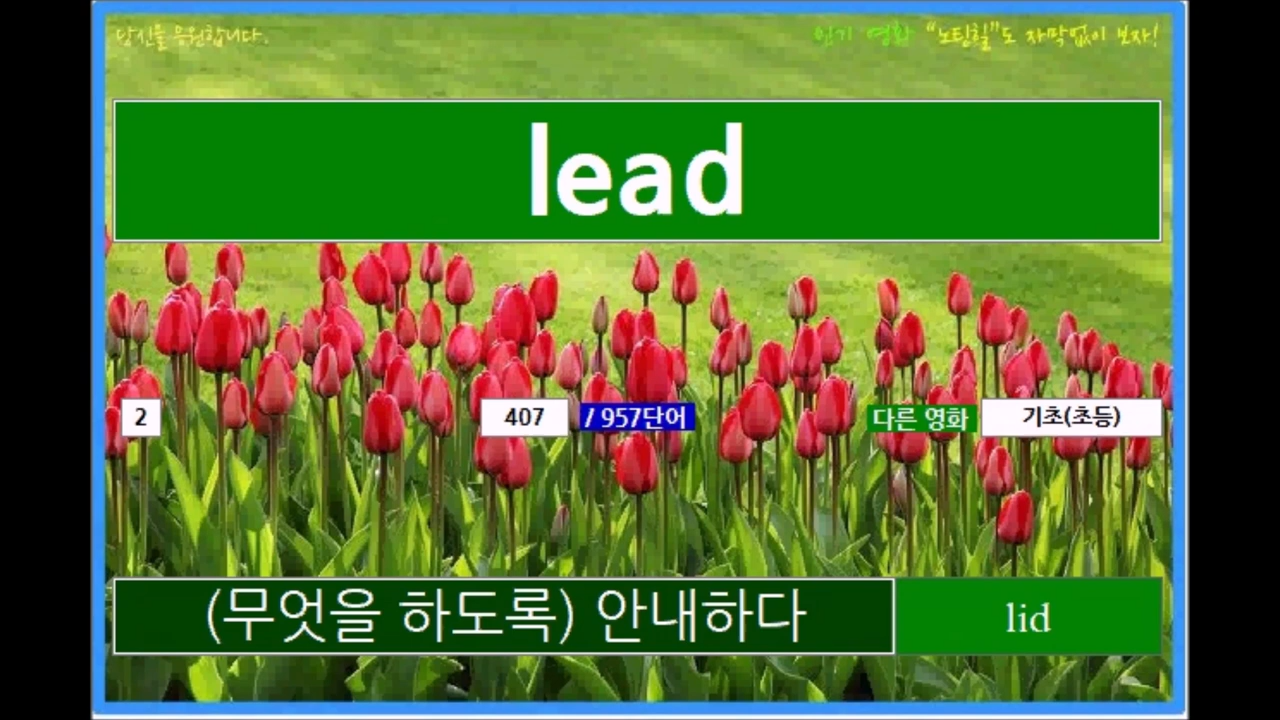 당신을 응원합니다.
인기 영화 “노팅힐”도 자막없이 보자!
lead
2
407
/ 957단어
다른 영화
기초(초등)
(무엇을 하도록) 안내하다
lid